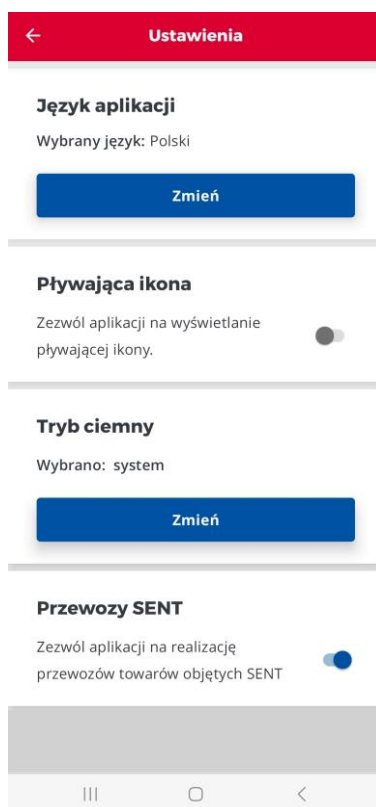 Ustawienia
Język aplikacji
Wybrany język: Polski
Zmień
Pływająca ikona
Zezwól aplikacji na wyświetlanie
pływającej ikony.
Tryb ciemny
Wybrano: system
Zmień
Przewozy SENT
Zezwól aplikacji na realizację
przewozów towarów objętych SENT